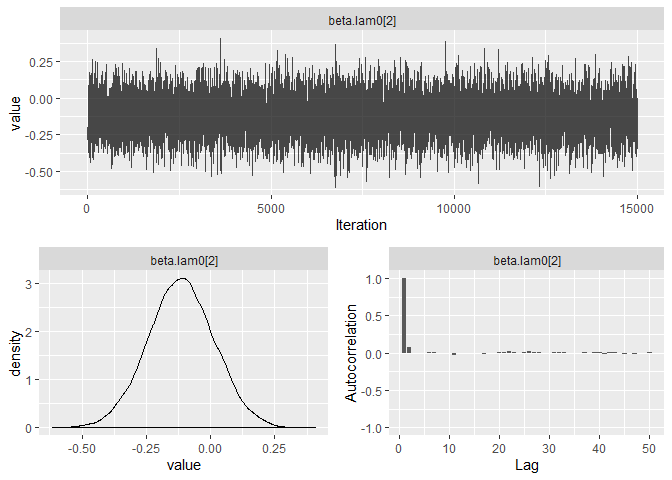 beta.lam0[2]
value
0.25
0.00
-0.25
-0.50
0 5000 10000 15000
Iteration
beta.lam0[2]
density
3
2
1
0
-0.50 -0.25 0.00 0.25
value
beta.lam0[2]
Autocorrelation
1.0
0.5
0.0
-0.5
-1.0
0 10 20 30 40 50
Lag